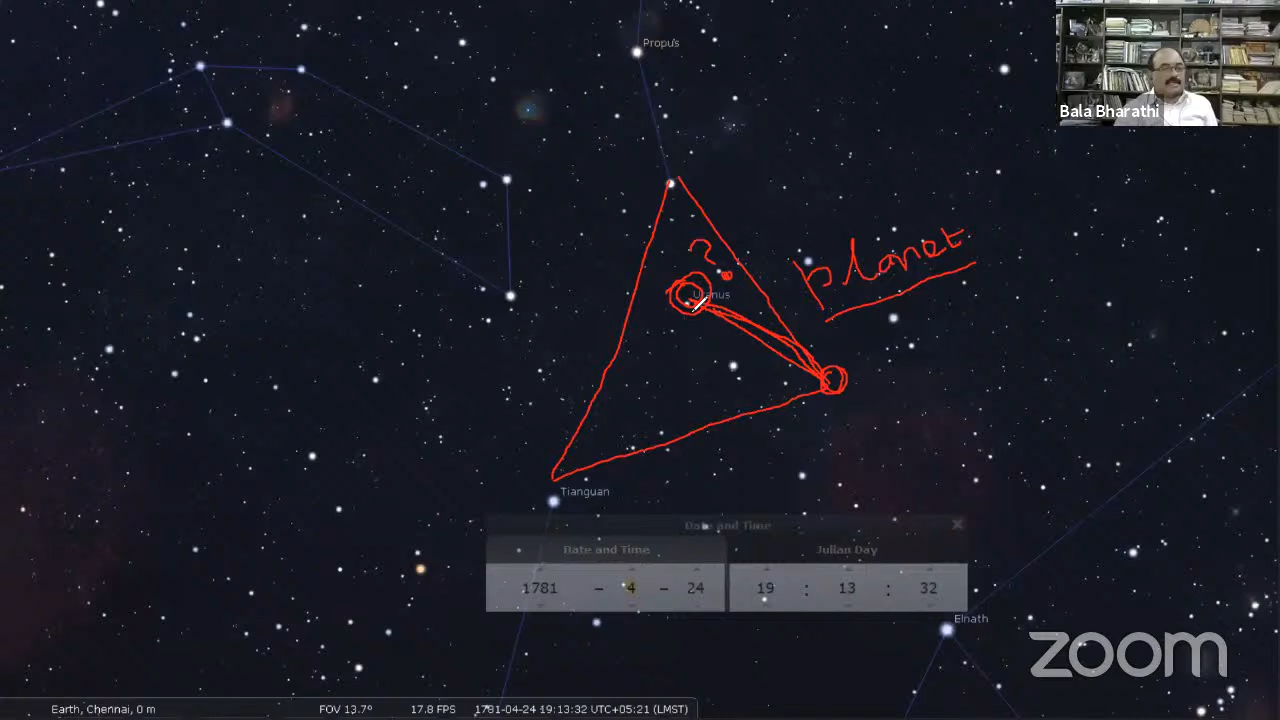 Propus
Bala Bharathi
?
Uranus
planet
Tianguan
Date and Time
Date and Time
Julian Day
1781 - 4 - 24 19 : 13 : 32
Elnath
zoom
Earth, Chennai, 0 m FOV 13.7° 17.8 FPS 1781-04-24 19:13:32 UTC+05:21 (LMST)